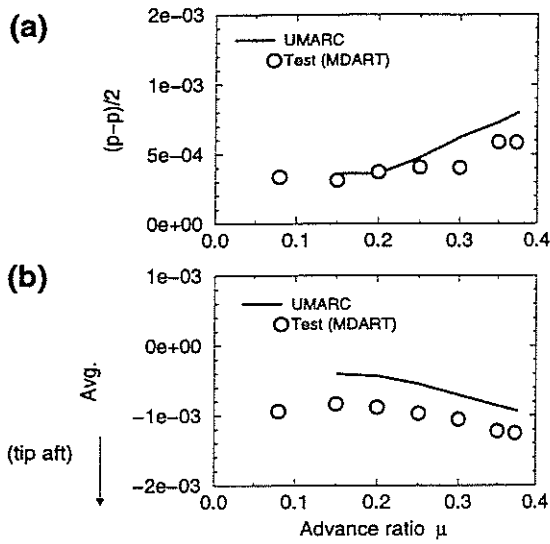 (a)
2e-03
UMARC
Test (MDART)
1e-03
(p-p)/2
5e-04
0e+00
0.0 0.1 0.2 0.3 0.4
(b)
1e-03
UMARC
Test (MDART)
0e+00
Avg.
-1e-03
(tip aft)
-2e-03
0.0 0.1 0.2 0.3 0.4
Advance ratio μ